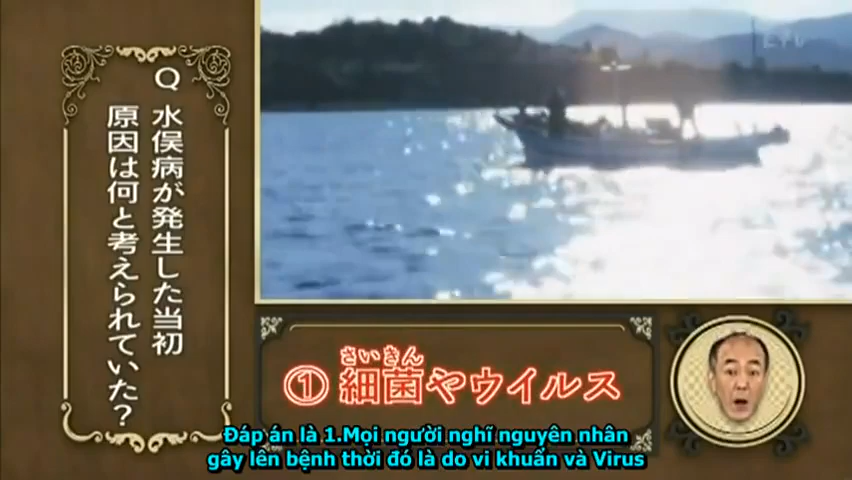 Q 水俣病が発生した当初
原因は何と考えられていた?
さいきん
① 細菌やウイルス
Đáp án là 1.Mọi người nghĩ nguyên nhân
gây lên bệnh thời đó là do vi khuẩn và Virus